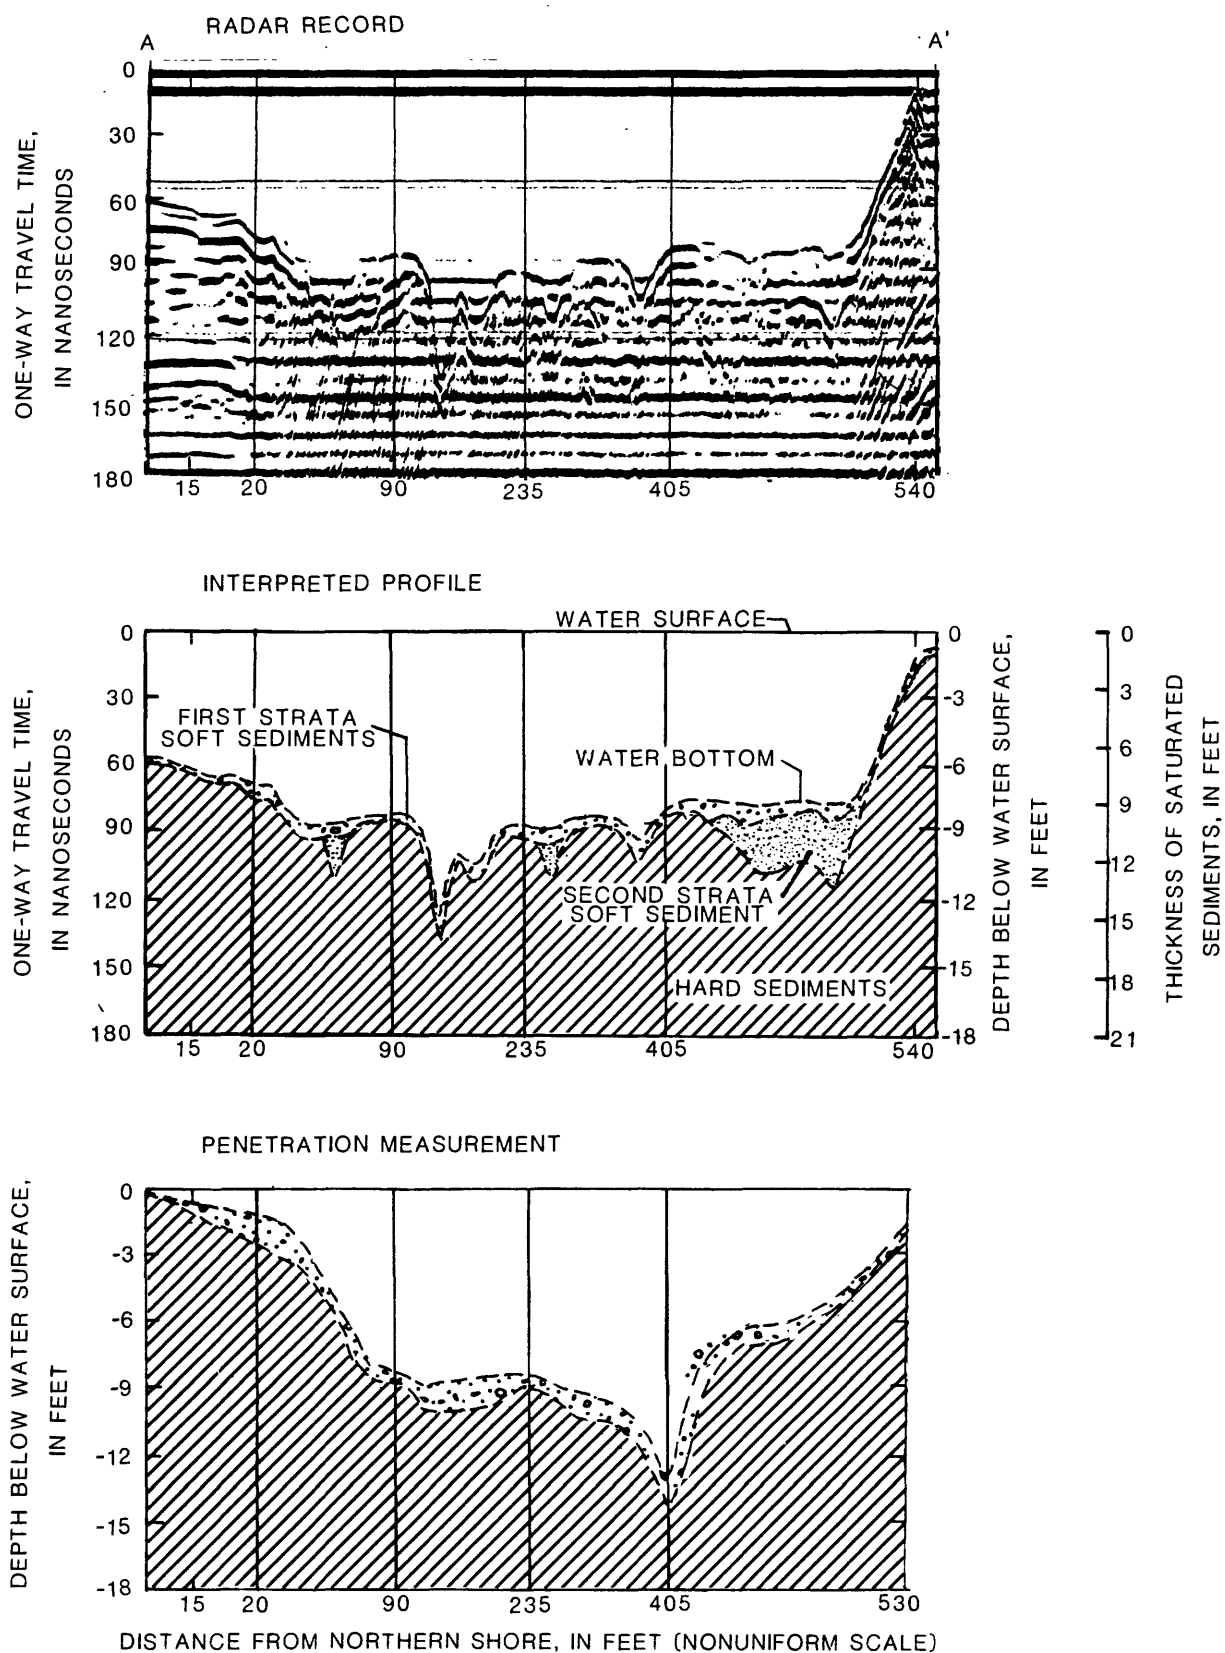 RADAR RECORD
A
A'
0
30
60
90
120
150
180
ONE-WAY TRAVEL TIME,
IN NANOSECONDS
15 20 90 235 405 540
INTERPRETED PROFILE
WATER SURFACE
0
30
60
90
120
150
180
ONE-WAY TRAVEL TIME,
IN NANOSECONDS
FIRST STRATA
SOFT SEDIMENTS
WATER BOTTOM
SECOND STRATA
SOFT SEDIMENT
HARD SEDIMENTS
0
-3
-6
-9
-12
-15
-18
DEPTH BELOW WATER SURFACE,
IN FEET
0
3
6
9
12
15
18
21
THICKNESS OF SATURATED
SEDIMENTS, IN FEET
15 20 90 235 405 540
PENETRATION MEASUREMENT
0
-3
-6
-9
-12
-15
-18
DEPTH BELOW WATER SURFACE,
IN FEET
15 20 90 235 405 530
DISTANCE FROM NORTHERN SHORE, IN FEET (NONUNIFORM SCALE)